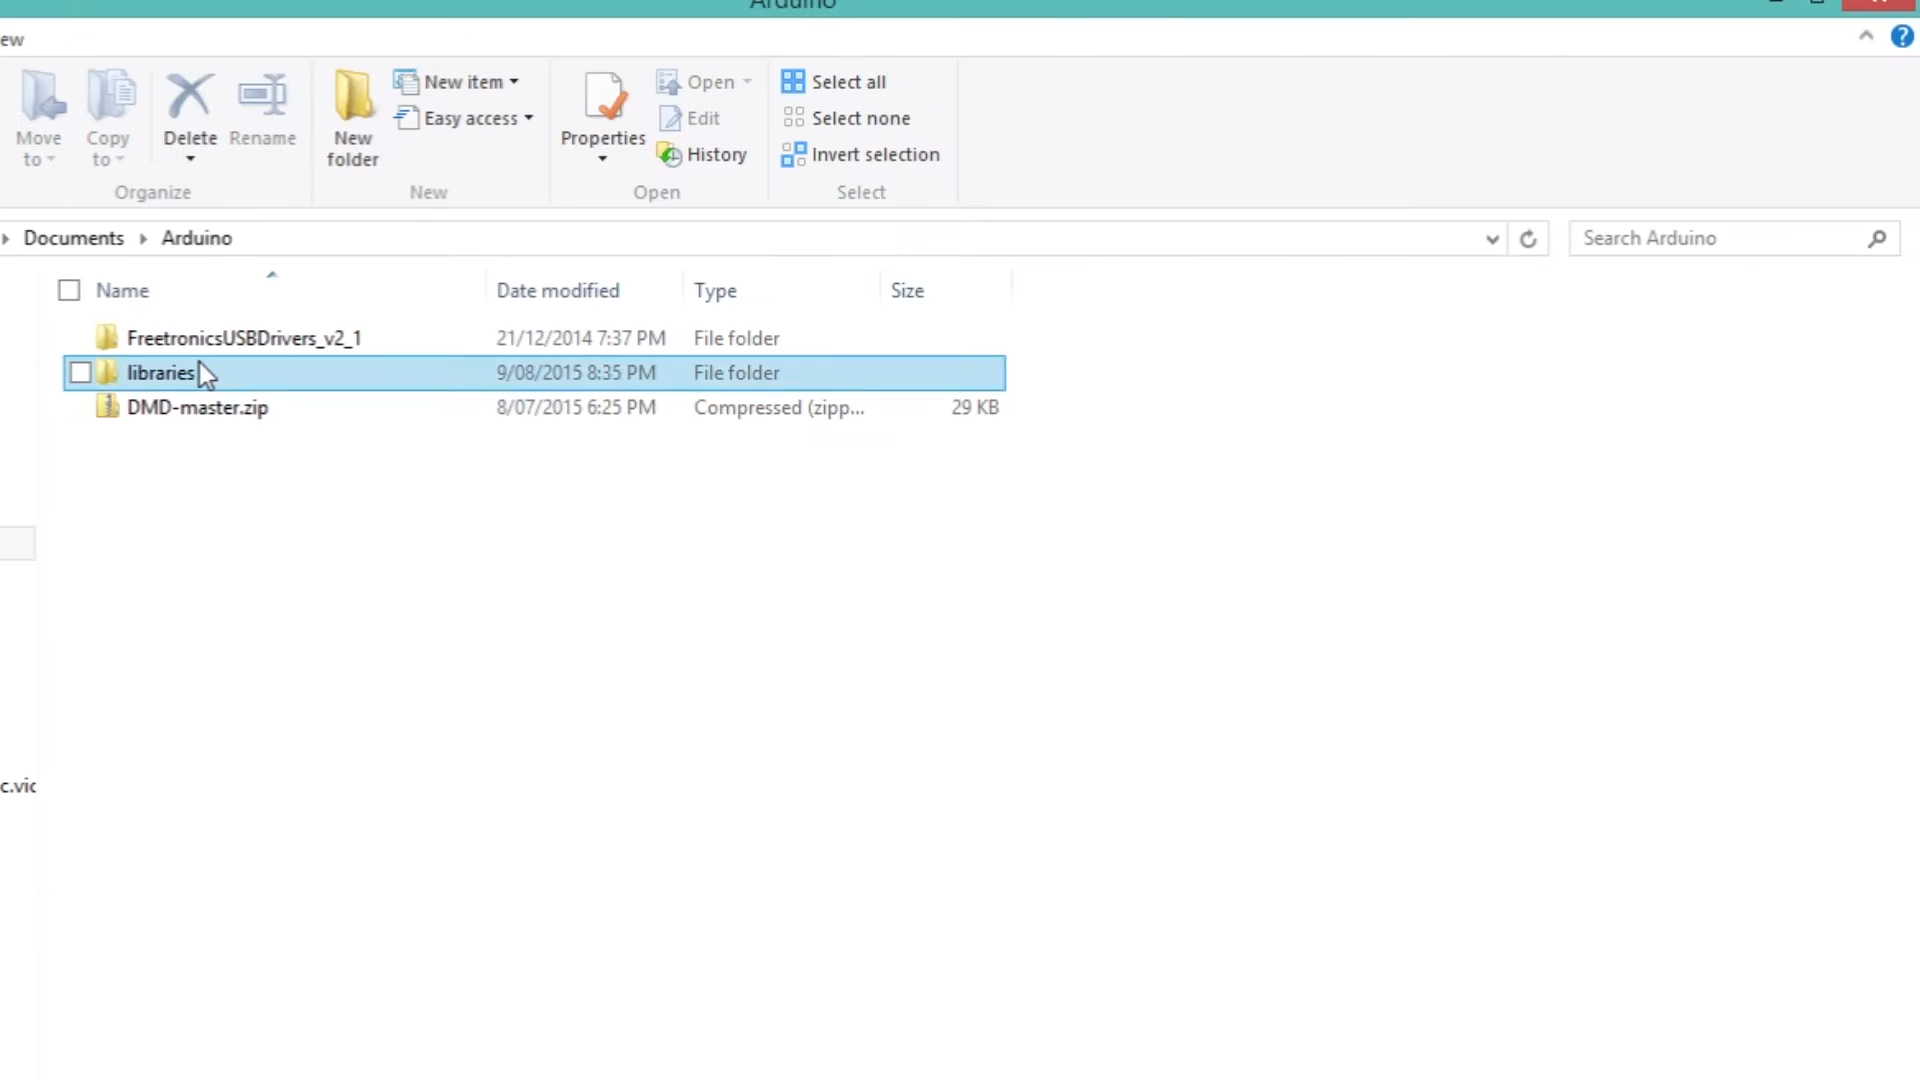 Arduino
ew
Move to
Copy to
Delete
Rename
New folder
New item
Easy access
Properties
Open
Edit
History
Select all
Select none
Invert selection
Organize
New
Open
Select
Documents
Arduino
Search Arduino
Name
Date modified
Type
Size
FreetronicsUSBDrivers_v2_1 21/12/2014 7:37 PM File folder
libraries 9/08/2015 8:35 PM File folder
DMD-master.zip 8/07/2015 6:25 PM Compressed (zipp... 29 KB
c.vic